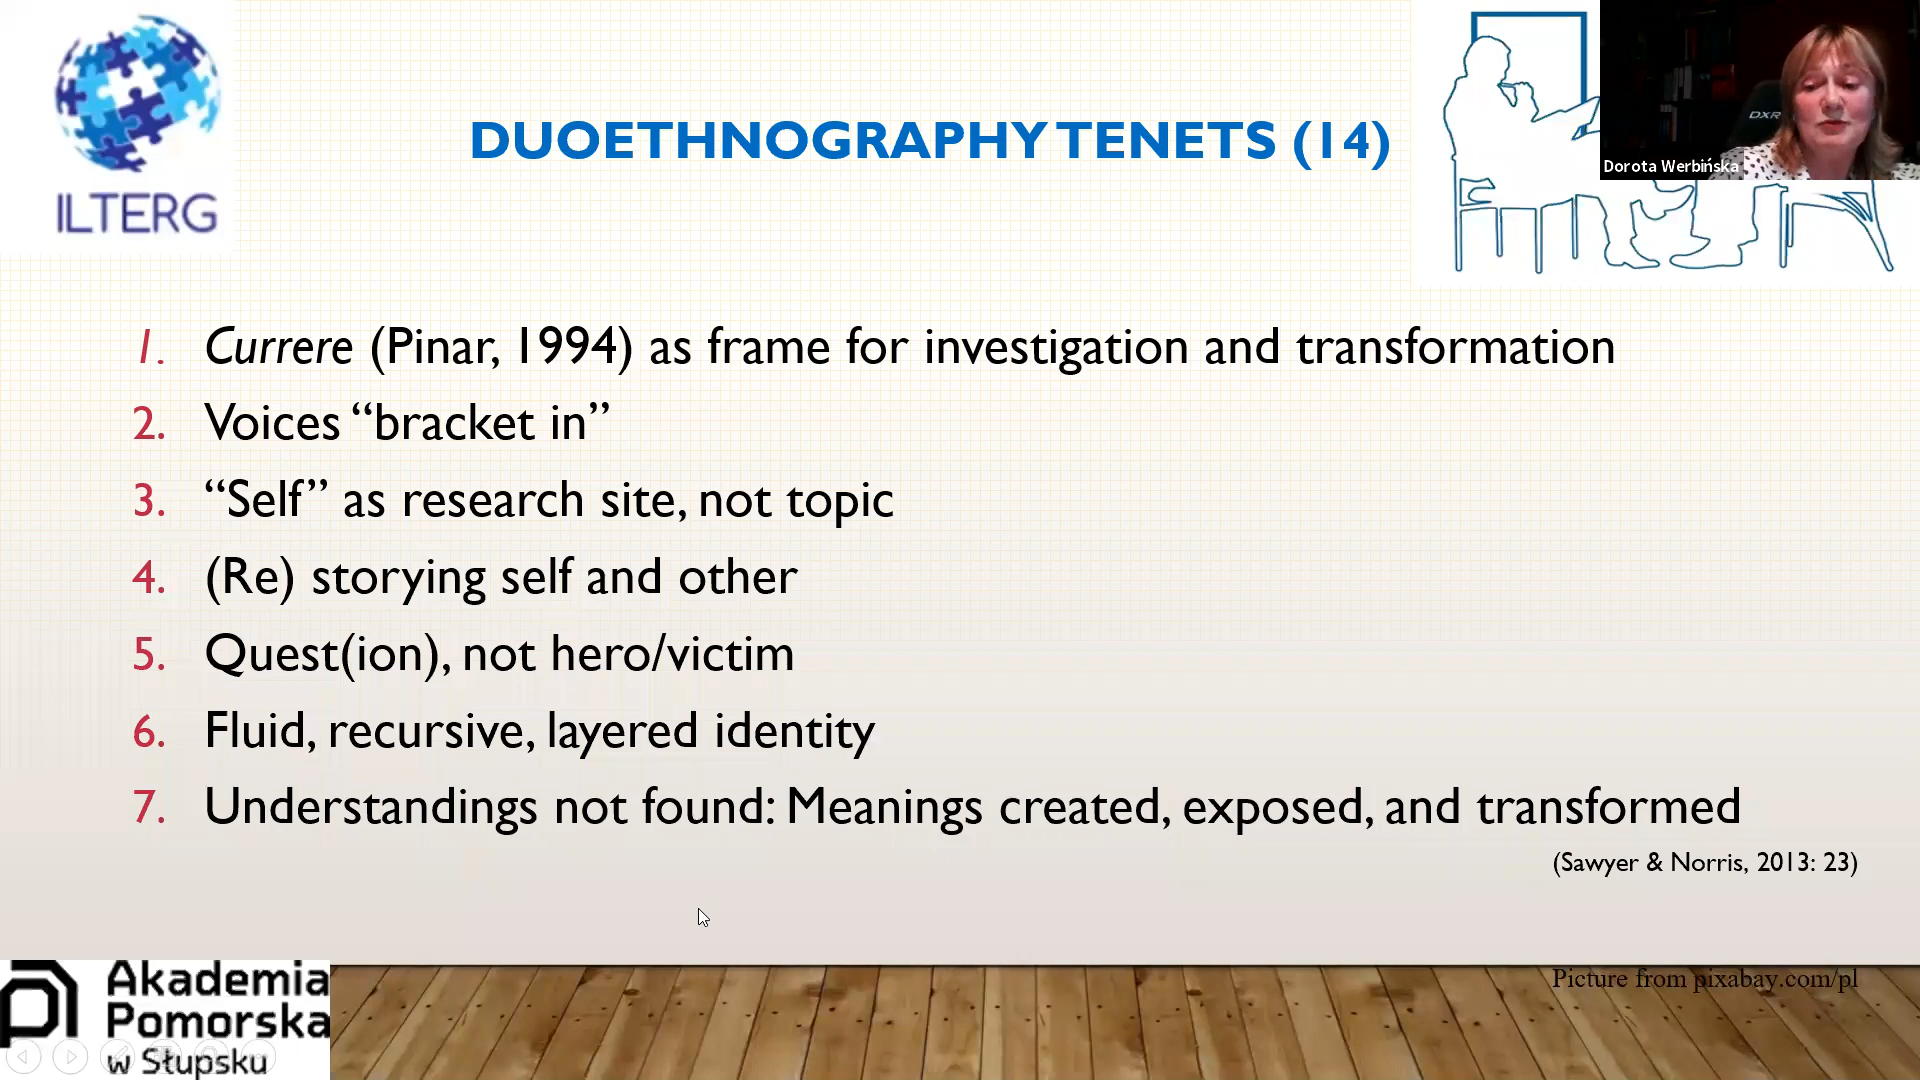 ILTERG
DUOETHNOGRAPHY TENETS (14)
DXR
Dorota Werbińska
1. Currere (Pinar, 1994) as frame for investigation and transformation
2. Voices “bracket in”
3. “Self” as research site, not topic
4. (Re) storying self and other
5. Quest(ion), not hero/victim
6. Fluid, recursive, layered identity
7. Understandings not found: Meanings created, exposed, and transformed
(Sawyer & Norris, 2013: 23)
Picture from pixabay.com/pl
Akademia
Pomorska
w Słupsku